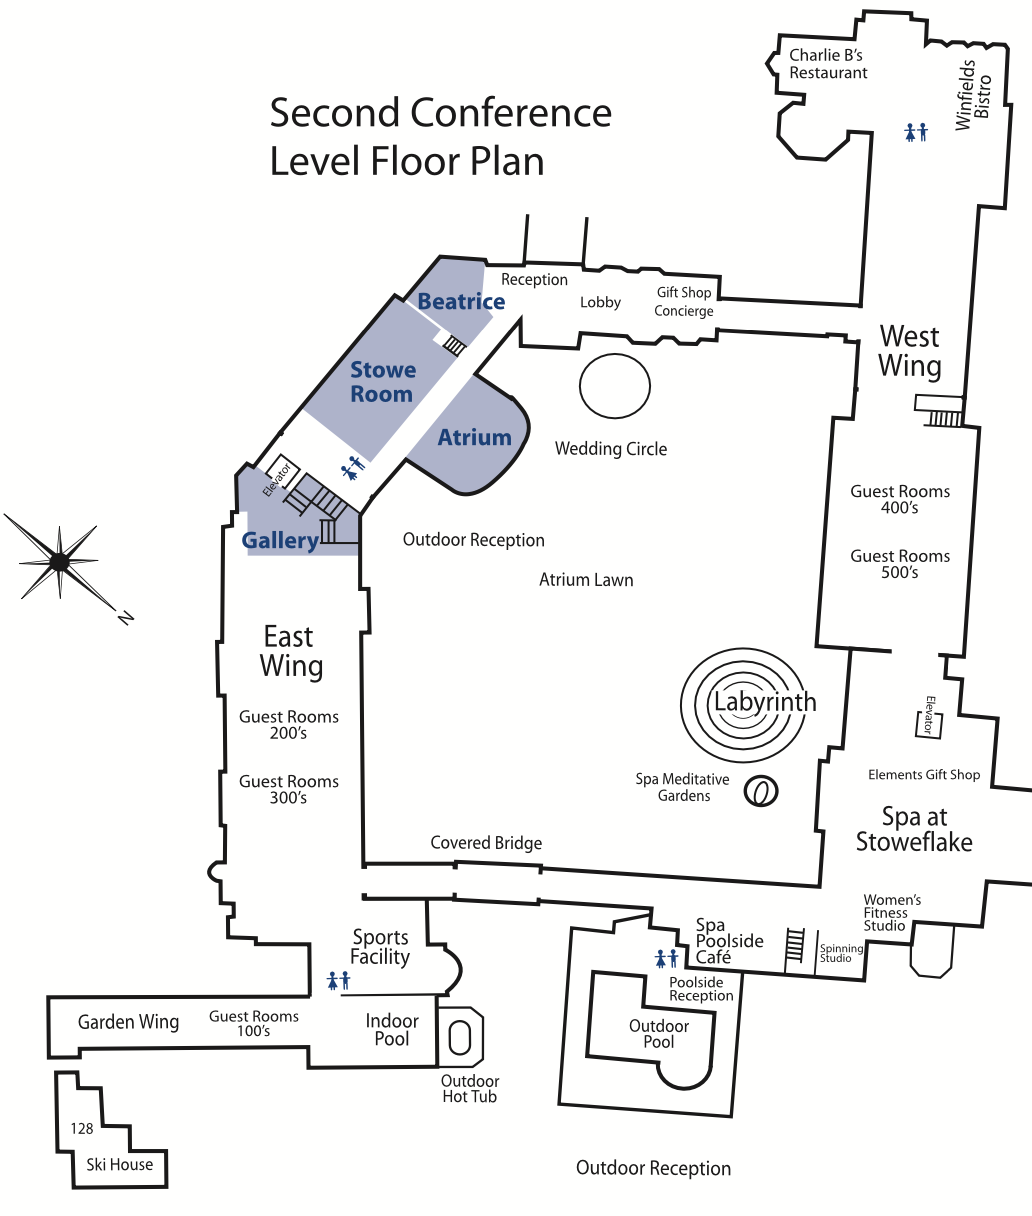 Second Conference
Level Floor Plan
Charlie B's
Restaurant
Winfields
Bistro
Reception
Beatrice
Lobby
Gift Shop
Concierge
West
Wing
Stowe
Room
Atrium
Wedding Circle
Elevator
Gallery
Outdoor Reception
Atrium Lawn
Guest Rooms
400's
Guest Rooms
500's
N
East
Wing
Guest Rooms
200's
Guest Rooms
300's
Labyrinth
Elevator
Spa Meditative
Gardens
Elements Gift Shop
Spa at
Stoweflake
Covered Bridge
Women's
Fitness
Studio
Spa
Poolside
Café
Spinning
Studio
Sports
Facility
Poolside
Reception
Garden Wing
Guest Rooms
100's
Indoor
Pool
Outdoor
Pool
Outdoor
Hot Tub
128
Ski House
Outdoor Reception